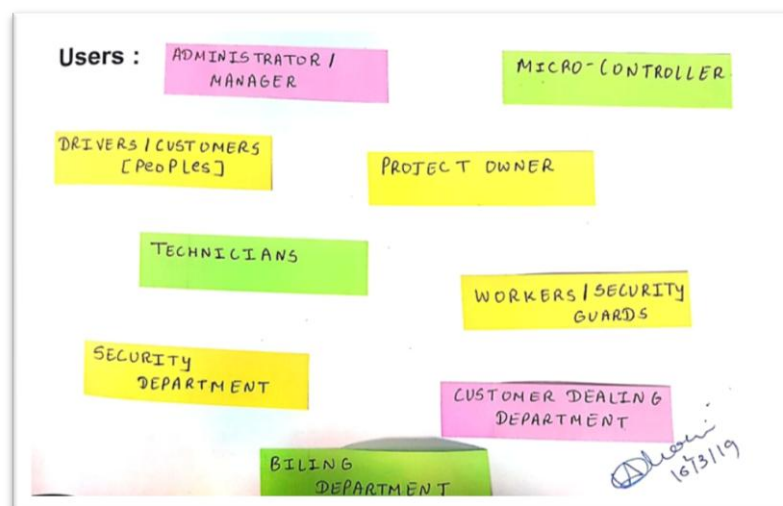 Users :
ADMINISTRATOR /
MANAGER
MICRO-CONTROLLER
DRIVERS / CUSTOMERS
[PEOPLES]
PROJECT OWNER
TECHNICIANS
WORKERS / SECURITY
GUARDS
SECURITY
DEPARTMENT
CUSTOMER DEALING
DEPARTMENT
BILING
DEPARTMENT
16/3/19